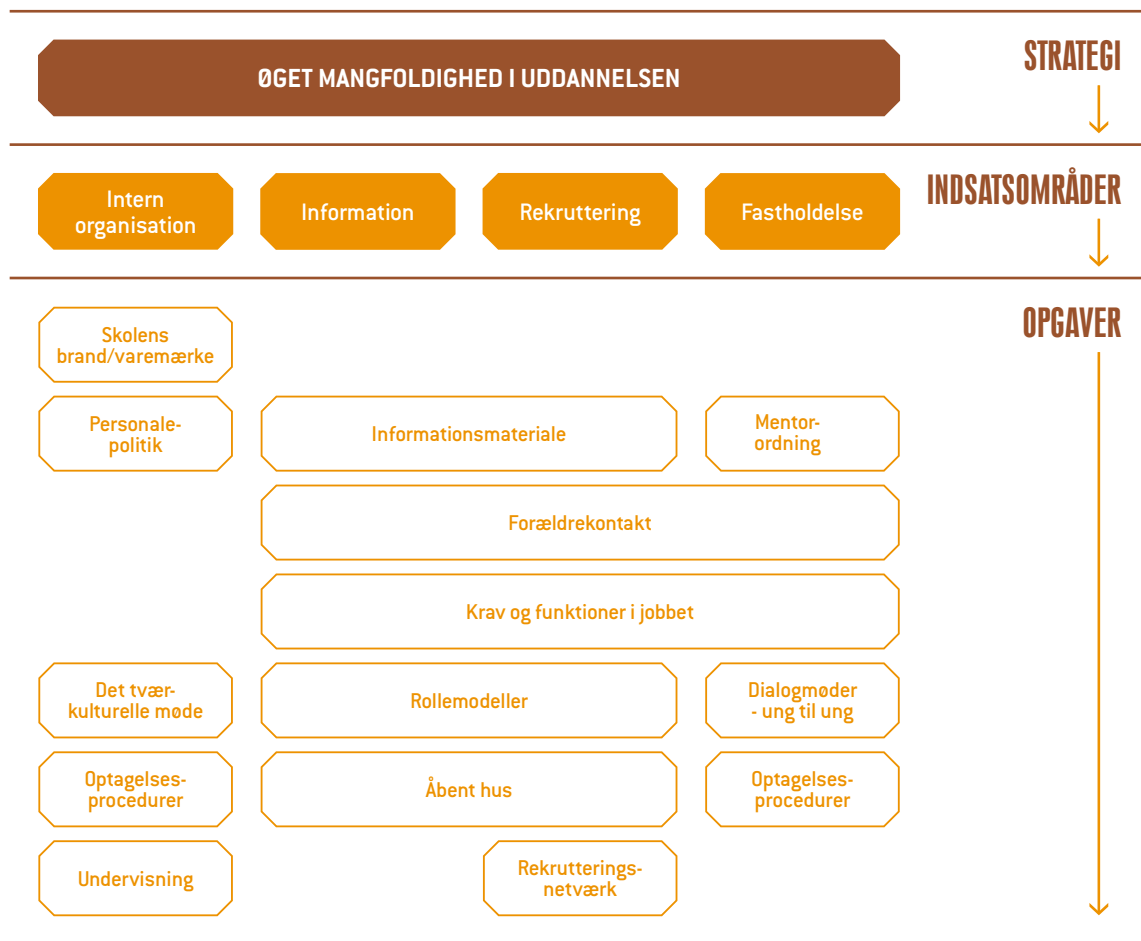 STRATEGI
ØGET MANGFOLDIGHED I UDDANNELSEN
INDSATSOMRÅDER
Intern
organisation
Information
Rekruttering
Fastholdelse
OPGAVER
Skolens
brand/varemærke
Personale-
politik
Informationsmateriale
Mentor-
ordning
Forældrekontakt
Krav og funktioner i jobbet
Det tvær-
kulturelle møde
Rollemodeller
Dialogmøder
- ung til ung
Optagelses-
procedurer
Åbent hus
Optagelses-
procedurer
Undervisning
Rekrutterings-
netværk